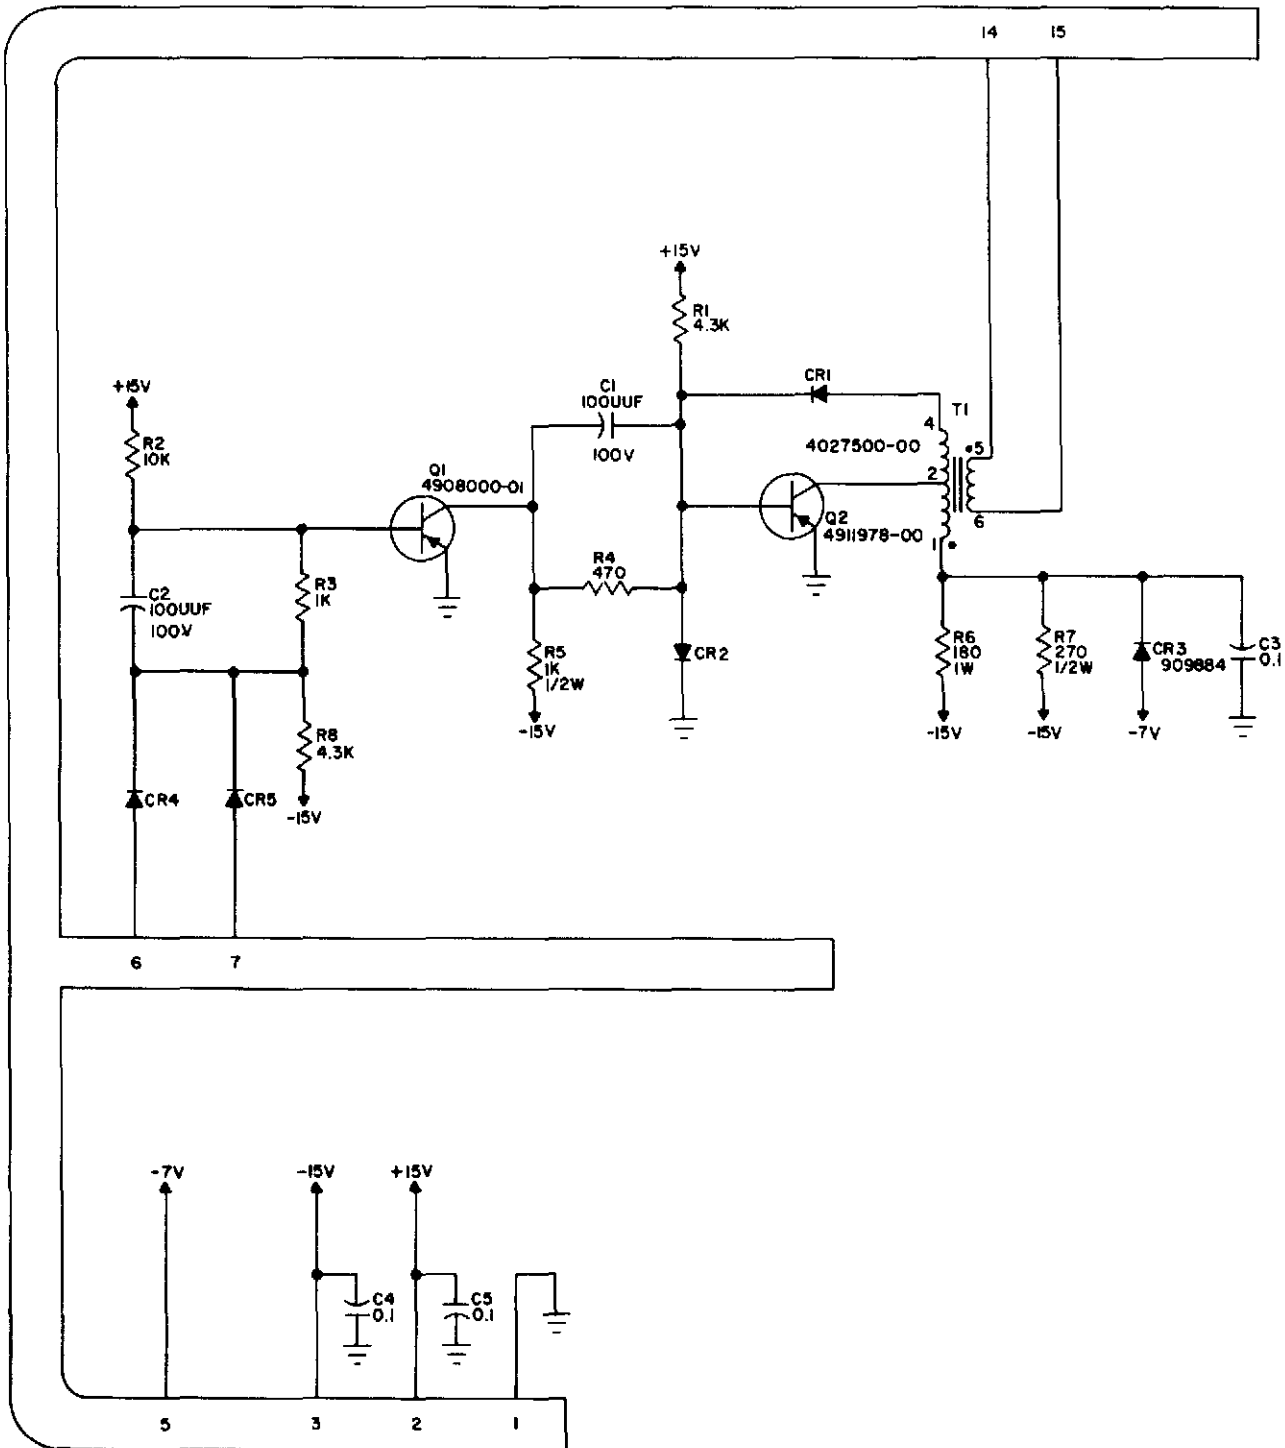 14 15
+15V
R1
4.3K
CR1
+15V
C1
100UUF
100V
T1
4
4027500-00
5
R2
10K
2
Q1
4908000-01
6
Q2
4911978-00
1
R4
470
R3
1K
C2
100UUF
100V
R5
1K
1/2W
CR2
R6
180
1W
R7
270
1/2W
CR3
909884
C3
0.1
-15V
-15V
-15V
-7V
R8
4.3K
CR4
CR5
-15V
6 7
-7V
-15V
+15V
C4
0.1
C5
0.1
5 3 2 1